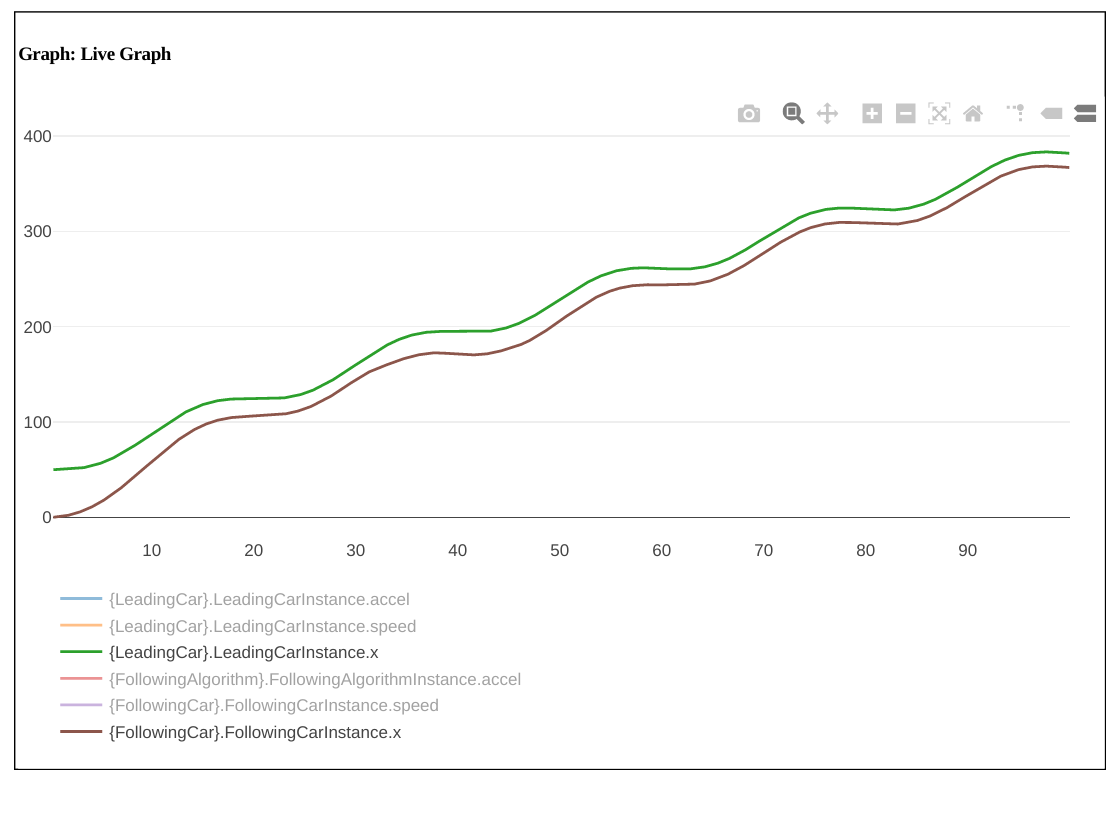 Graph: Live Graph
400
300
200
100
0
10 20 30 40 50 60 70 80 90
{LeadingCar}.LeadingCarInstance.accel
{LeadingCar}.LeadingCarInstance.speed
{LeadingCar}.LeadingCarInstance.x
{FollowingAlgorithm}.FollowingAlgorithmInstance.accel
{FollowingCar}.FollowingCarInstance.speed
{FollowingCar}.FollowingCarInstance.x